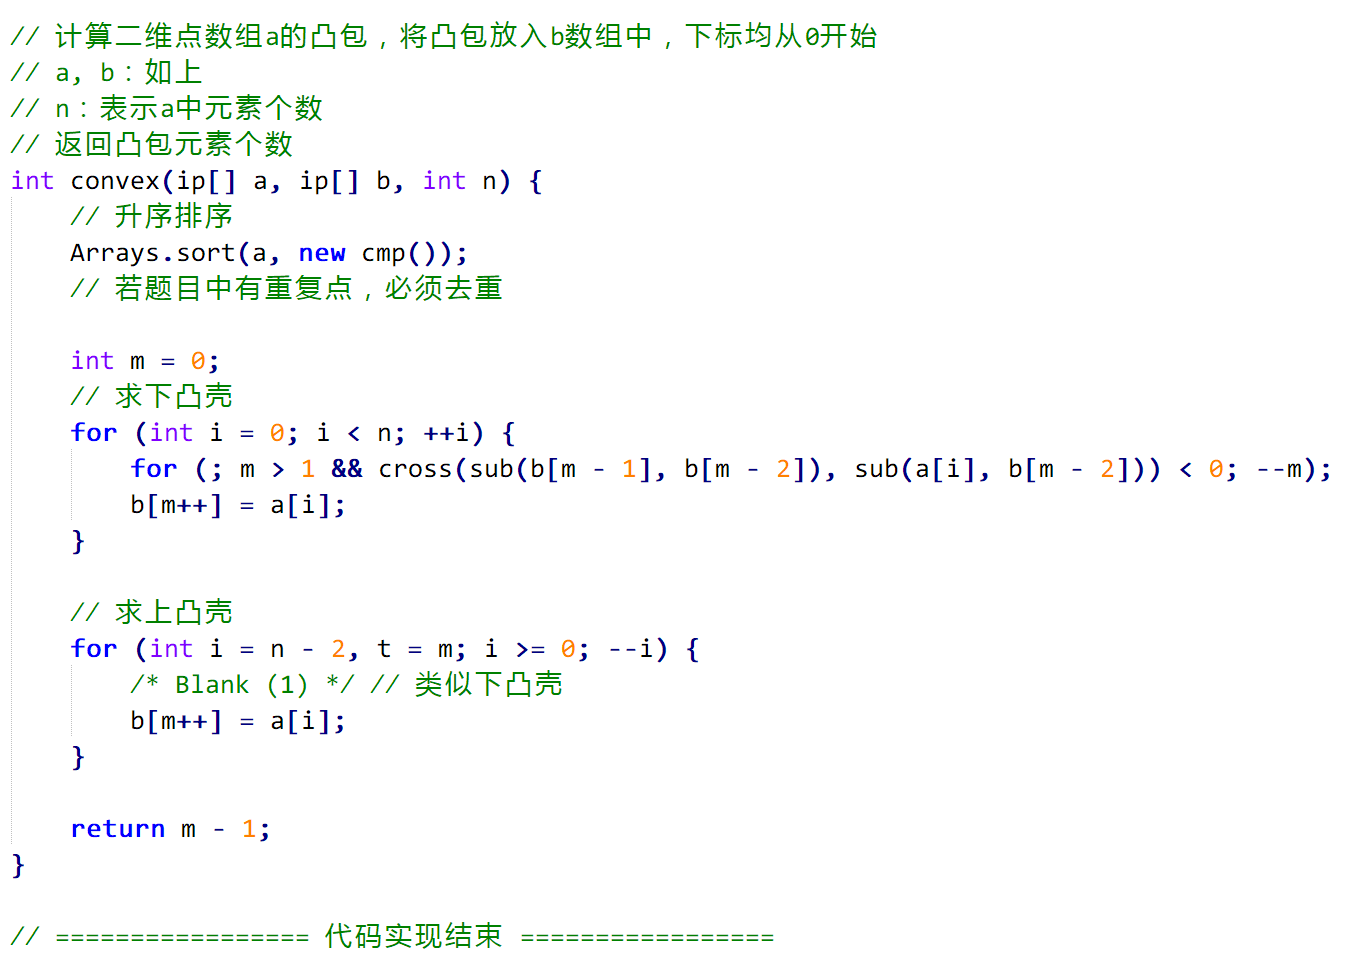 // 计算二维点数组a的凸包，将凸包放入b数组中，下标均从0开始
// a, b：如上
// n：表示a中元素个数
// 返回凸包元素个数
int convex(ip[] a, ip[] b, int n) {
    // 升序排序
    Arrays.sort(a, new cmp());
    // 若题目中有重复点，必须去重

    int m = 0;
    // 求下凸壳
    for (int i = 0; i < n; ++i) {
        for (; m > 1 && cross(sub(b[m - 1], b[m - 2]), sub(a[i], b[m - 2])) < 0; --m);
        b[m++] = a[i];
    }

    // 求上凸壳
    for (int i = n - 2, t = m; i >= 0; --i) {
        /* Blank (1) */ // 类似下凸壳
        b[m++] = a[i];
    }

    return m - 1;
}

// ================= 代码实现结束 =================